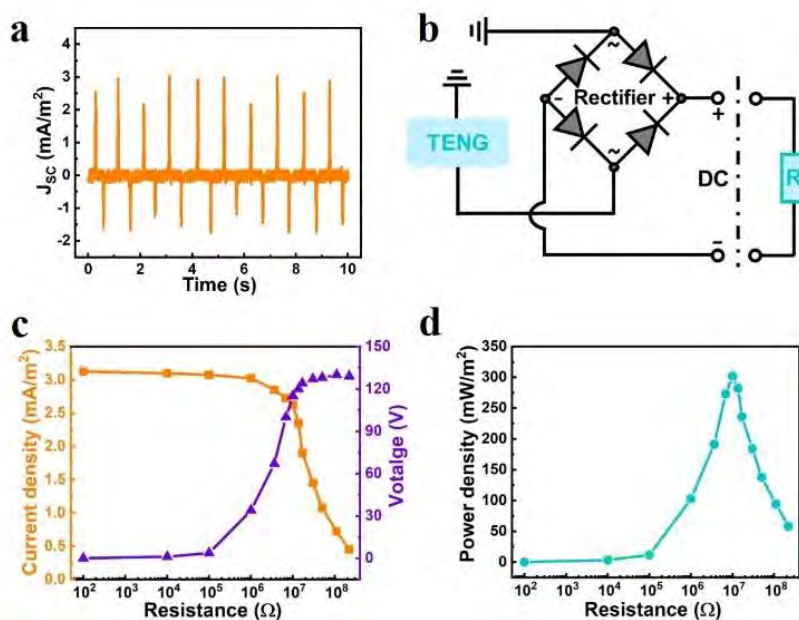 a
J_SC (mA/m²)
4
3
2
1
0
-1
-2
0 2 4 6 8 10
Time (s)
b
~
- Rectifier +
~
TENG
+
DC
R
-
c
Current density (mA/m²)
3.5
3.0
2.5
2.0
1.5
1.0
0.5
0.0
10² 10³ 10⁴ 10⁵ 10⁶ 10⁷ 10⁸
Resistance (Ω)
150
120
90
60
30
0
Votalge (V)
d
Power density (mW/m²)
350
300
250
200
150
100
50
0
10² 10³ 10⁴ 10⁵ 10⁶ 10⁷ 10⁸
Resistance (Ω)